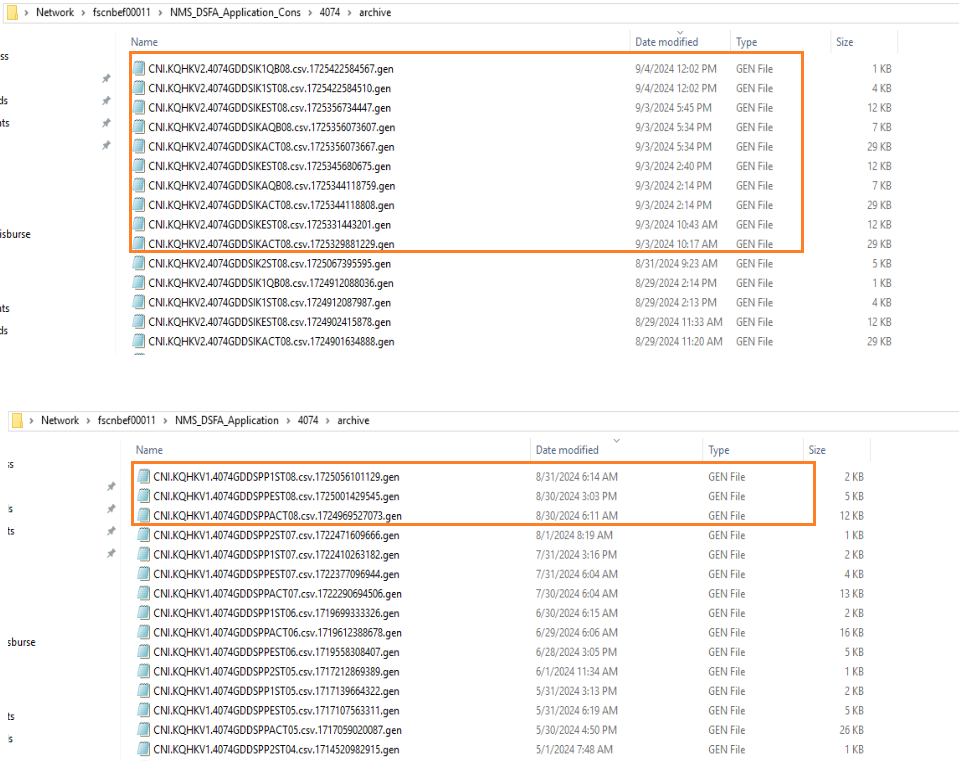 Network > fscnbef00011 > NMS_DSFA_Application_Cons > 4074 > archive
Name Date modified Type Size
ss
CNI.KQHKV2.4074GDDSIK1QB08.csv.1725422584567.gen 9/4/2024 12:02 PM GEN File 1 KB
CNI.KQHKV2.4074GDDSIK1ST08.csv.1725422584510.gen 9/4/2024 12:02 PM GEN File 4 KB
ds CNI.KQHKV2.4074GDDSIKEST08.csv.1725356734447.gen 9/3/2024 5:45 PM GEN File 12 KB
nts CNI.KQHKV2.4074GDDSIKAQB08.csv.1725356073607.gen 9/3/2024 5:34 PM GEN File 7 KB
CNI.KQHKV2.4074GDDSIKACT08.csv.1725356073667.gen 9/3/2024 5:34 PM GEN File 29 KB
CNI.KQHKV2.4074GDDSIKEST08.csv.1725345680675.gen 9/3/2024 2:40 PM GEN File 12 KB
CNI.KQHKV2.4074GDDSIKAQB08.csv.1725344118759.gen 9/3/2024 2:14 PM GEN File 7 KB
CNI.KQHKV2.4074GDDSIKACT08.csv.1725344118808.gen 9/3/2024 2:14 PM GEN File 29 KB
CNI.KQHKV2.4074GDDSIKEST08.csv.1725331443201.gen 9/3/2024 10:43 AM GEN File 12 KB
isburse CNI.KQHKV2.4074GDDSIKACT08.csv.1725329881229.gen 9/3/2024 10:17 AM GEN File 29 KB
CNI.KQHKV2.4074GDDSIK2ST08.csv.1725067395595.gen 8/31/2024 9:23 AM GEN File 5 KB
CNI.KQHKV2.4074GDDSIK1QB08.csv.1724912088036.gen 8/29/2024 2:14 PM GEN File 1 KB
nts CNI.KQHKV2.4074GDDSIK1ST08.csv.1724912087987.gen 8/29/2024 2:13 PM GEN File 4 KB
ds CNI.KQHKV2.4074GDDSIKEST08.csv.1724902415878.gen 8/29/2024 11:33 AM GEN File 12 KB
CNI.KQHKV2.4074GDDSIKACT08.csv.1724901634888.gen 8/29/2024 11:20 AM GEN File 29 KB
Network > fscnbef00011 > NMS_DSFA_Application > 4074 > archive
Name Date modified Type Size
ss CNI.KQHKV1.4074GDDSPP1ST08.csv.1725056101129.gen 8/31/2024 6:14 AM GEN File 2 KB
CNI.KQHKV1.4074GDDSPPEST08.csv.1725001429545.gen 8/30/2024 3:03 PM GEN File 5 KB
ls CNI.KQHKV1.4074GDDSPPACT08.csv.1724969527073.gen 8/30/2024 6:11 AM GEN File 12 KB
ts CNI.KQHKV1.4074GDDSPP2ST07.csv.1722471609666.gen 8/1/2024 8:19 AM GEN File 1 KB
CNI.KQHKV1.4074GDDSPP1ST07.csv.1722410263182.gen 7/31/2024 3:16 PM GEN File 2 KB
CNI.KQHKV1.4074GDDSPPEST07.csv.1722377096944.gen 7/31/2024 6:04 AM GEN File 4 KB
CNI.KQHKV1.4074GDDSPPACT07.csv.1722290694506.gen 7/30/2024 6:04 AM GEN File 13 KB
CNI.KQHKV1.4074GDDSPP1ST06.csv.1719699333326.gen 6/30/2024 6:15 AM GEN File 2 KB
CNI.KQHKV1.4074GDDSPPACT06.csv.1719612388678.gen 6/29/2024 6:06 AM GEN File 16 KB
sburse CNI.KQHKV1.4074GDDSPPEST06.csv.1719558308407.gen 6/28/2024 3:05 PM GEN File 5 KB
CNI.KQHKV1.4074GDDSPP2ST05.csv.1717212869389.gen 6/1/2024 11:34 AM GEN File 1 KB
CNI.KQHKV1.4074GDDSPP1ST05.csv.1717139664322.gen 5/31/2024 3:13 PM GEN File 2 KB
ts CNI.KQHKV1.4074GDDSPPEST05.csv.1717107563311.gen 5/31/2024 6:19 AM GEN File 5 KB
ls CNI.KQHKV1.4074GDDSPPACT05.csv.1717059020087.gen 5/30/2024 4:50 PM GEN File 26 KB
CNI.KQHKV1.4074GDDSPP2ST04.csv.1714520982915.gen 5/1/2024 7:48 AM GEN File 1 KB